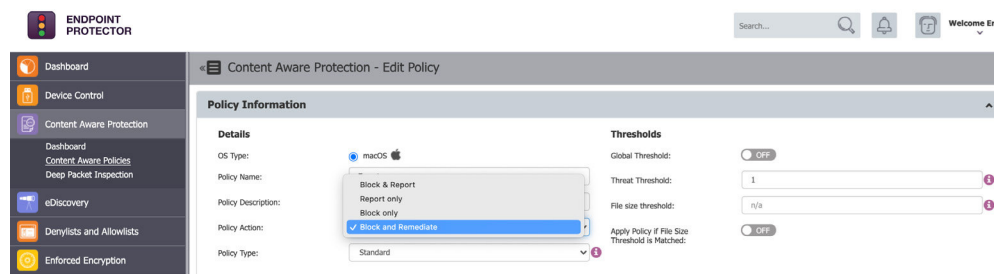 ENDPOINT
PROTECTOR
Search...
Welcome
Dashboard
Device Control
Content Aware Protection
Dashboard
Content Aware Policies
Deep Packet Inspection
eDiscovery
Denylists and Allowlists
Enforced Encryption
Content Aware Protection - Edit Policy
Policy Information
Details
OS Type:
macOS
Policy Name:
Policy Description:
Policy Action:
Block & Report
Report only
Block only
✓ Block and Remediate
Policy Type:
Standard
Thresholds
Global Threshold:
OFF
Threat Threshold:
1
File size threshold:
n/a
Apply Policy if File Size
Threshold is Matched:
OFF